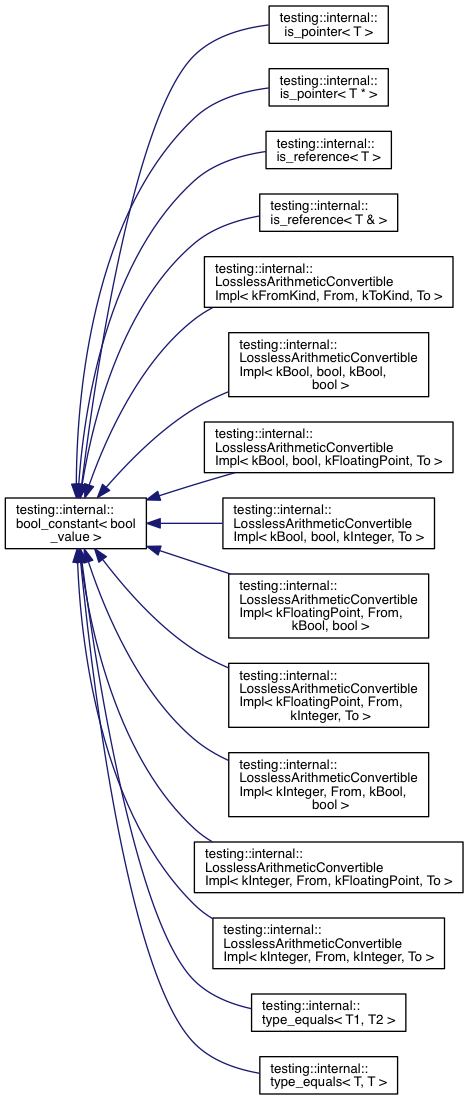 testing::internal::
is_pointer< T >
testing::internal::
is_pointer< T * >
testing::internal::
is_reference< T >
testing::internal::
is_reference< T & >
testing::internal::
LosslessArithmeticConvertible
Impl< kFromKind, From, kToKind, To >
testing::internal::
LosslessArithmeticConvertible
Impl< kBool, bool, kBool,
bool >
testing::internal::
LosslessArithmeticConvertible
Impl< kBool, bool, kFloatingPoint, To >
testing::internal::
bool_constant< bool
_value >
testing::internal::
LosslessArithmeticConvertible
Impl< kBool, bool, kInteger, To >
testing::internal::
LosslessArithmeticConvertible
Impl< kFloatingPoint, From,
kBool, bool >
testing::internal::
LosslessArithmeticConvertible
Impl< kFloatingPoint, From,
kInteger, To >
testing::internal::
LosslessArithmeticConvertible
Impl< kInteger, From, kBool,
bool >
testing::internal::
LosslessArithmeticConvertible
Impl< kInteger, From, kFloatingPoint, To >
testing::internal::
LosslessArithmeticConvertible
Impl< kInteger, From, kInteger, To >
testing::internal::
type_equals< T1, T2 >
testing::internal::
type_equals< T, T >